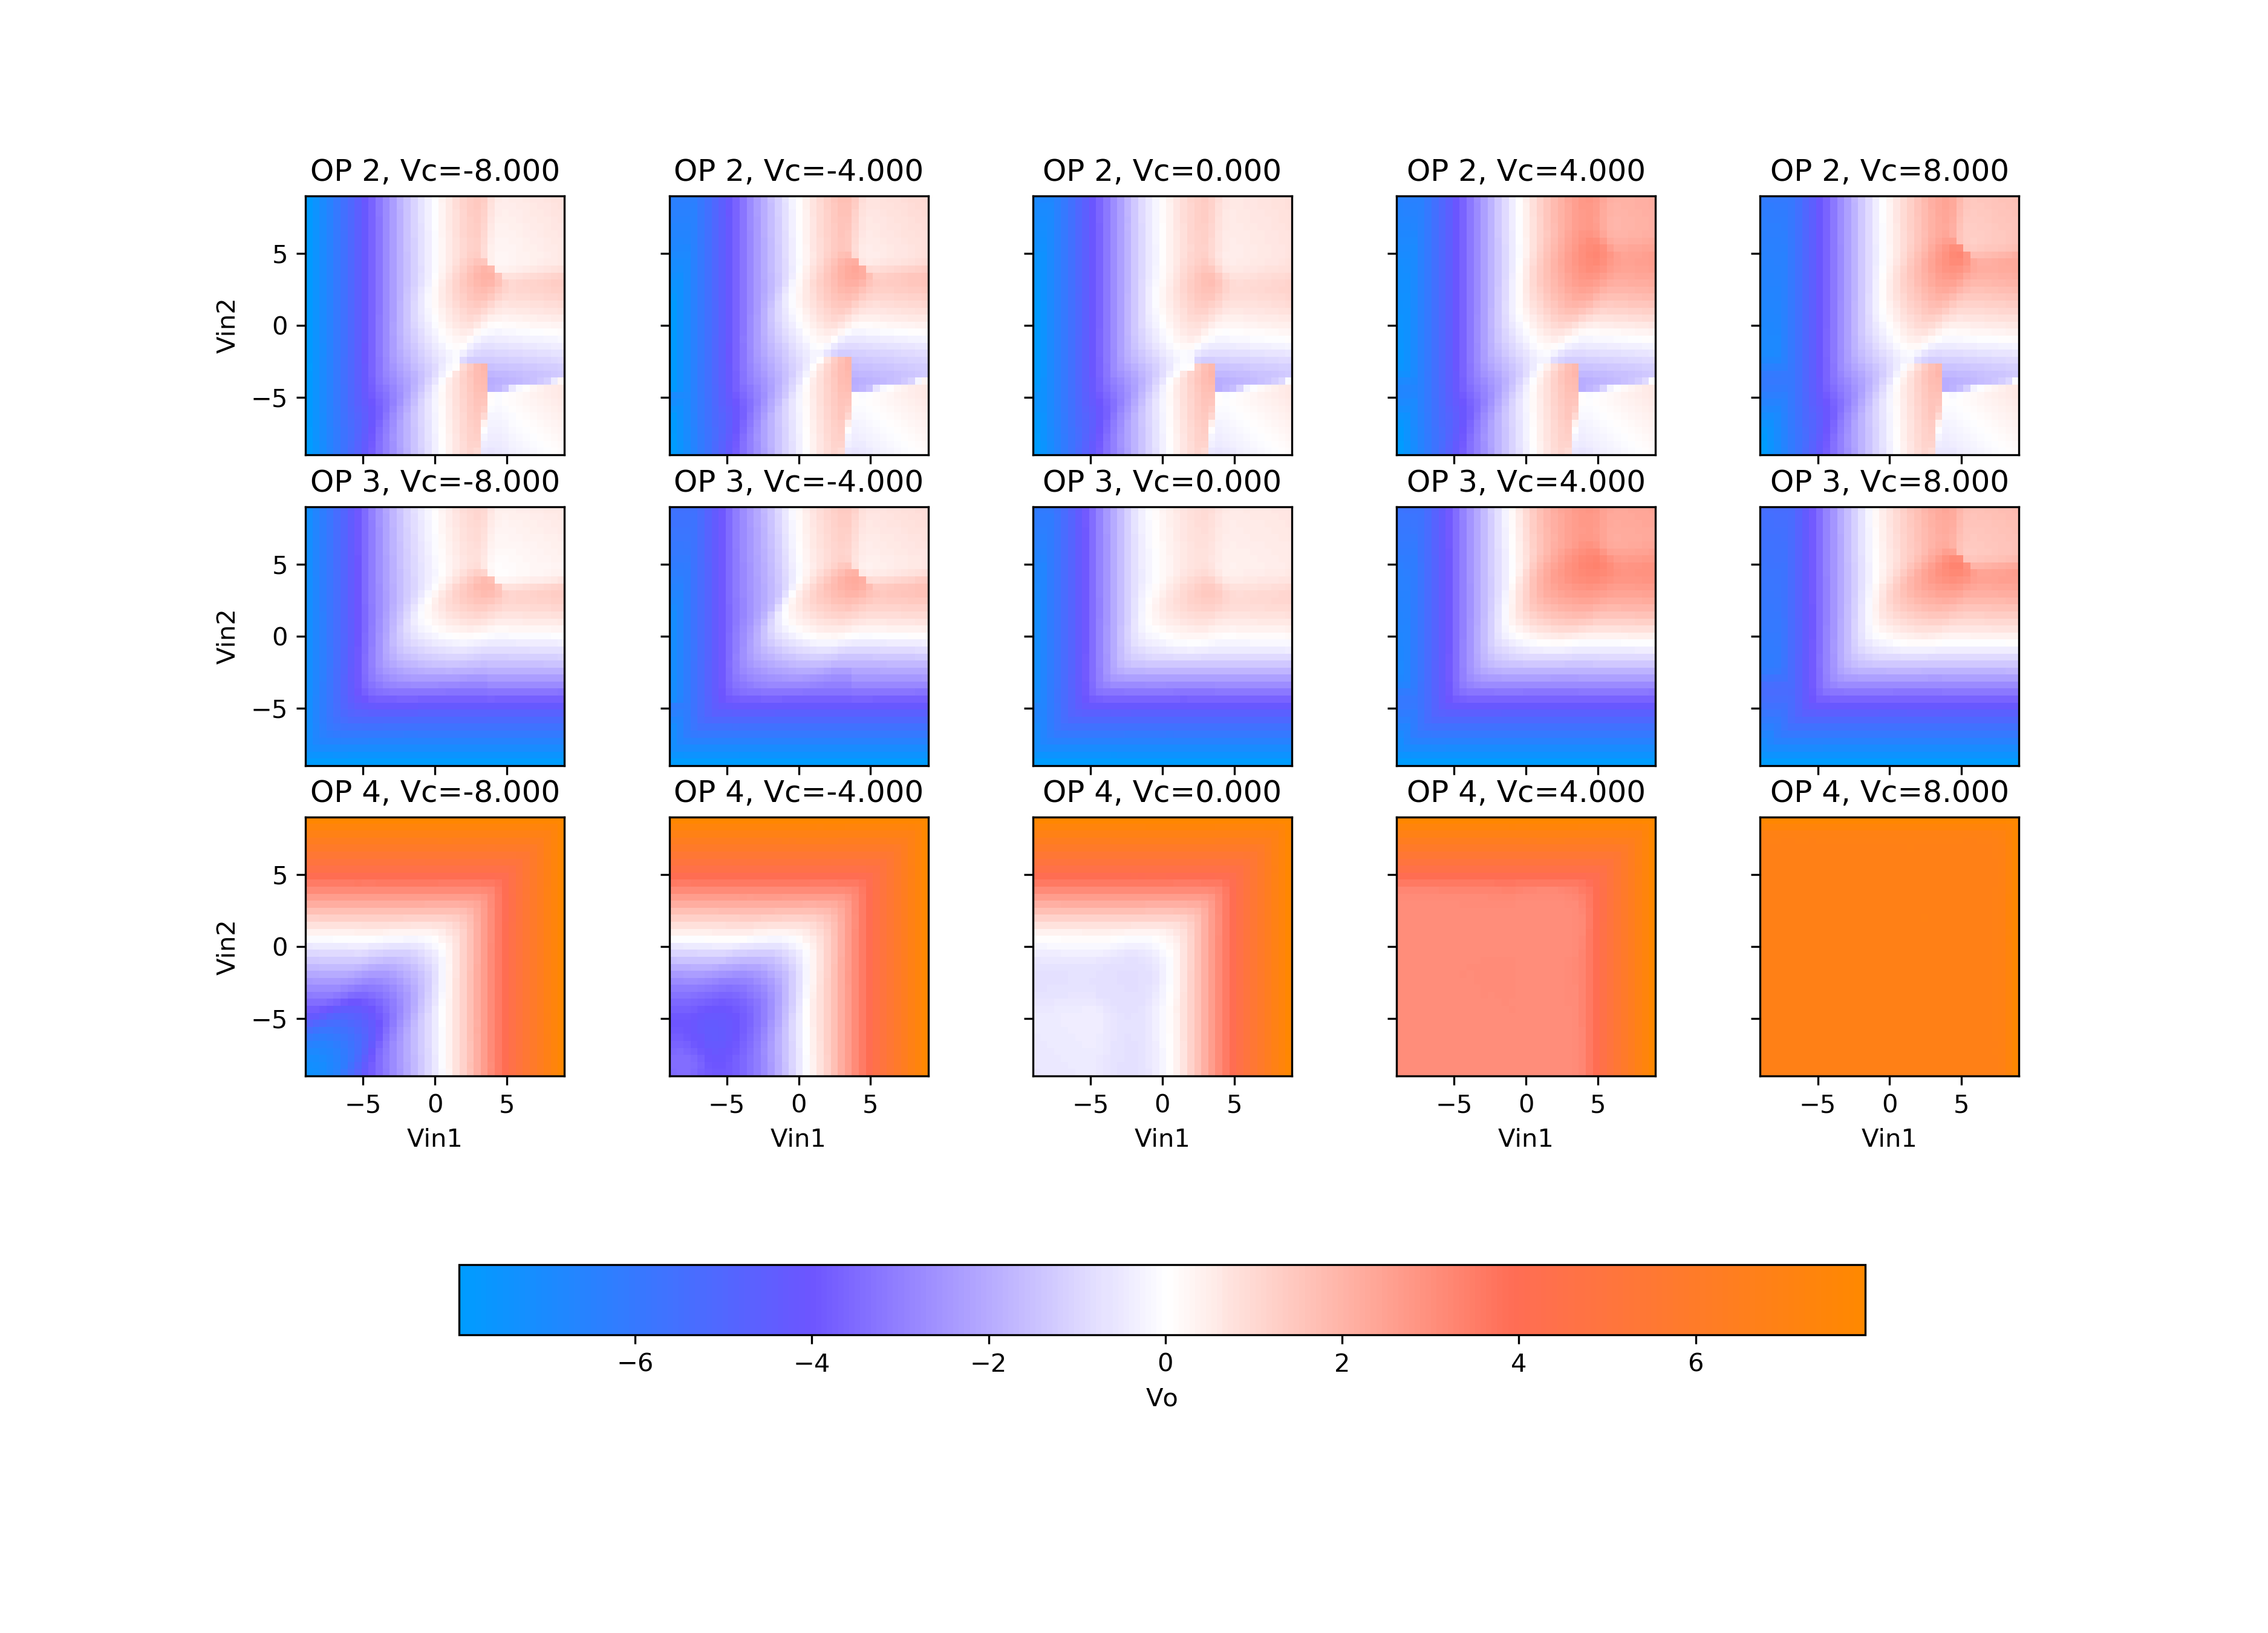 OP 2, Vc=-8.000 OP 2, Vc=-4.000 OP 2, Vc=0.000 OP 2, Vc=4.000 OP 2, Vc=8.000
5
0
−5
Vin2
OP 3, Vc=-8.000 OP 3, Vc=-4.000 OP 3, Vc=0.000 OP 3, Vc=4.000 OP 3, Vc=8.000
5
0
−5
Vin2
OP 4, Vc=-8.000 OP 4, Vc=-4.000 OP 4, Vc=0.000 OP 4, Vc=4.000 OP 4, Vc=8.000
5
0
−5
Vin2
−5 0 5 −5 0 5 −5 0 5 −5 0 5 −5 0 5
Vin1 Vin1 Vin1 Vin1 Vin1
−6 −4 −2 0 2 4 6
Vo